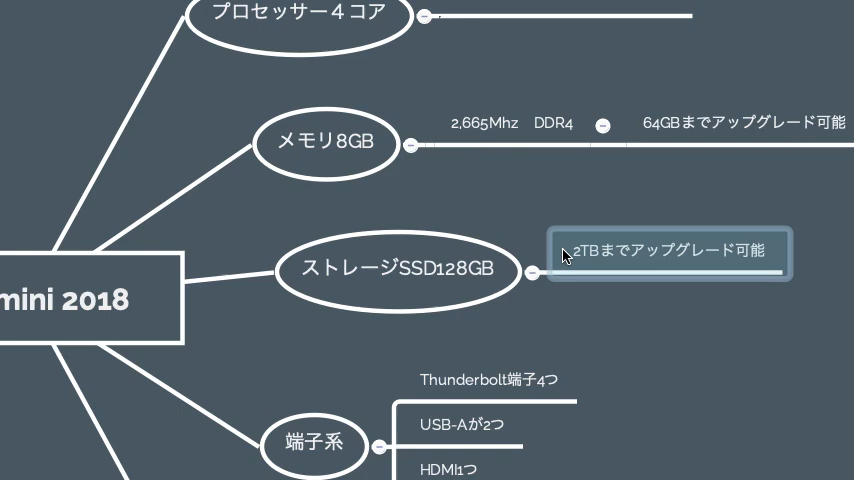 プロセッサー４コア
メモリ8GB
2,665Mhz DDR4
64GBまでアップグレード可能
ストレージSSD128GB
2TBまでアップグレード可能
mini 2018
端子系
Thunderbolt端子4つ
USB-Aが2つ
HDMI1つ